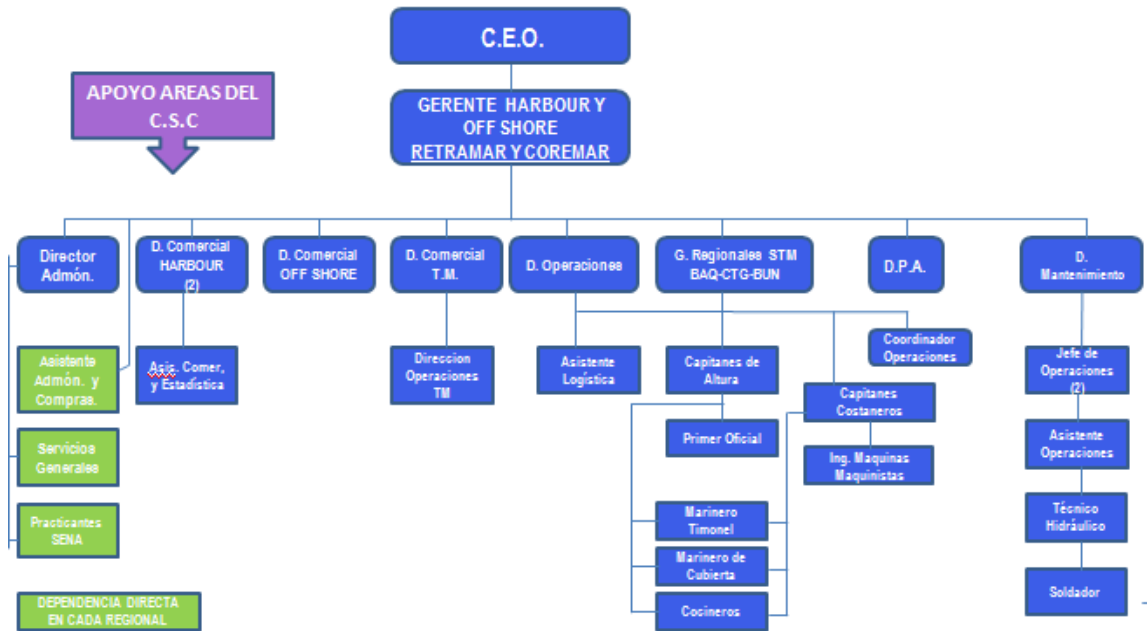 C.E.O.
APOYO AREAS DEL
C.S.C
GERENTE HARBOUR Y
OFF SHORE
RETRAMAR Y COREMAR
Director
Admón.
D. Comercial
HARBOUR
(2)
D. Comercial
OFF SHORE
D. Comercial
T.M.
D. Operaciones
G. Regionales STM
BAQ-CTG-BUN
D.P.A.
D.
Mantenimiento
Asistente
Admón. y
Compras.
Asis. Comer,
y Estadística
Direccion
Operaciones
TM
Asistente
Logística
Capitanes de
Altura
Coordinador
Operaciones
Jefe de
Operaciones
(2)
Capitanes
Costaneros
Servicios
Generales
Primer Oficial
Ing. Maquinas
Maquinistas
Asistente
Operaciones
Practicantes
SENA
Marinero
Timonel
Técnico
Hidráulico
Marinero de
Cubierta
Cocineros
Soldador
DEPENDENCIA DIRECTA
EN CADA REGIONAL